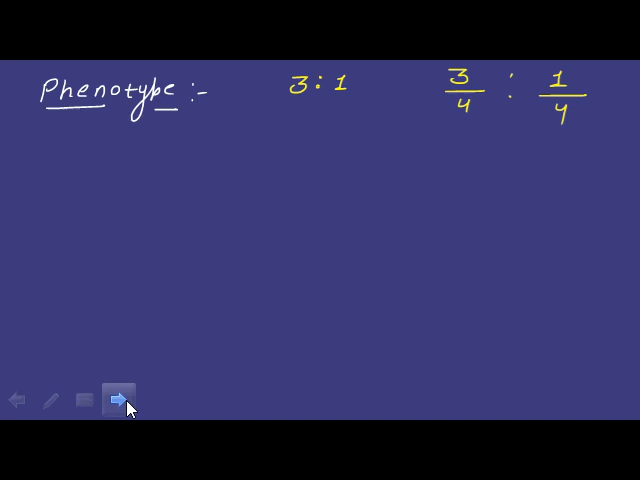 Phenotype :- 3 : 1 3/4 : 1/4